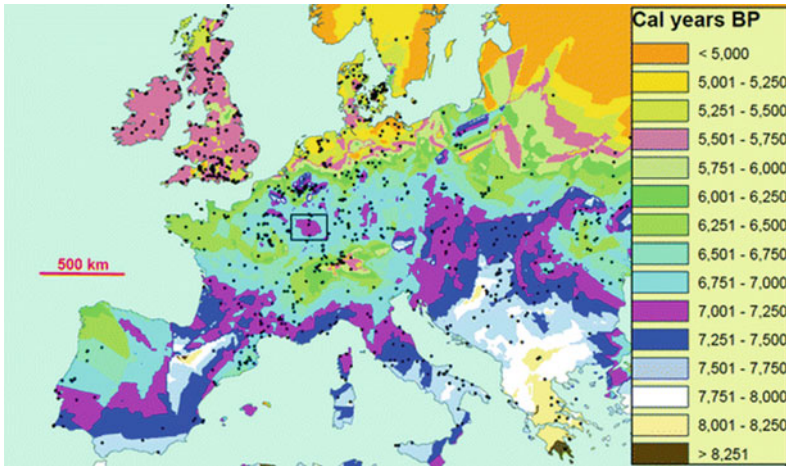 Cal years BP
< 5,000
5,001 - 5,250
5,251 - 5,500
5,501 - 5,750
5,751 - 6,000
6,001 - 6,250
6,251 - 6,500
6,501 - 6,750
6,751 - 7,000
7,001 - 7,250
7,251 - 7,500
7,501 - 7,750
7,751 - 8,000
8,001 - 8,250
> 8,251
500 km